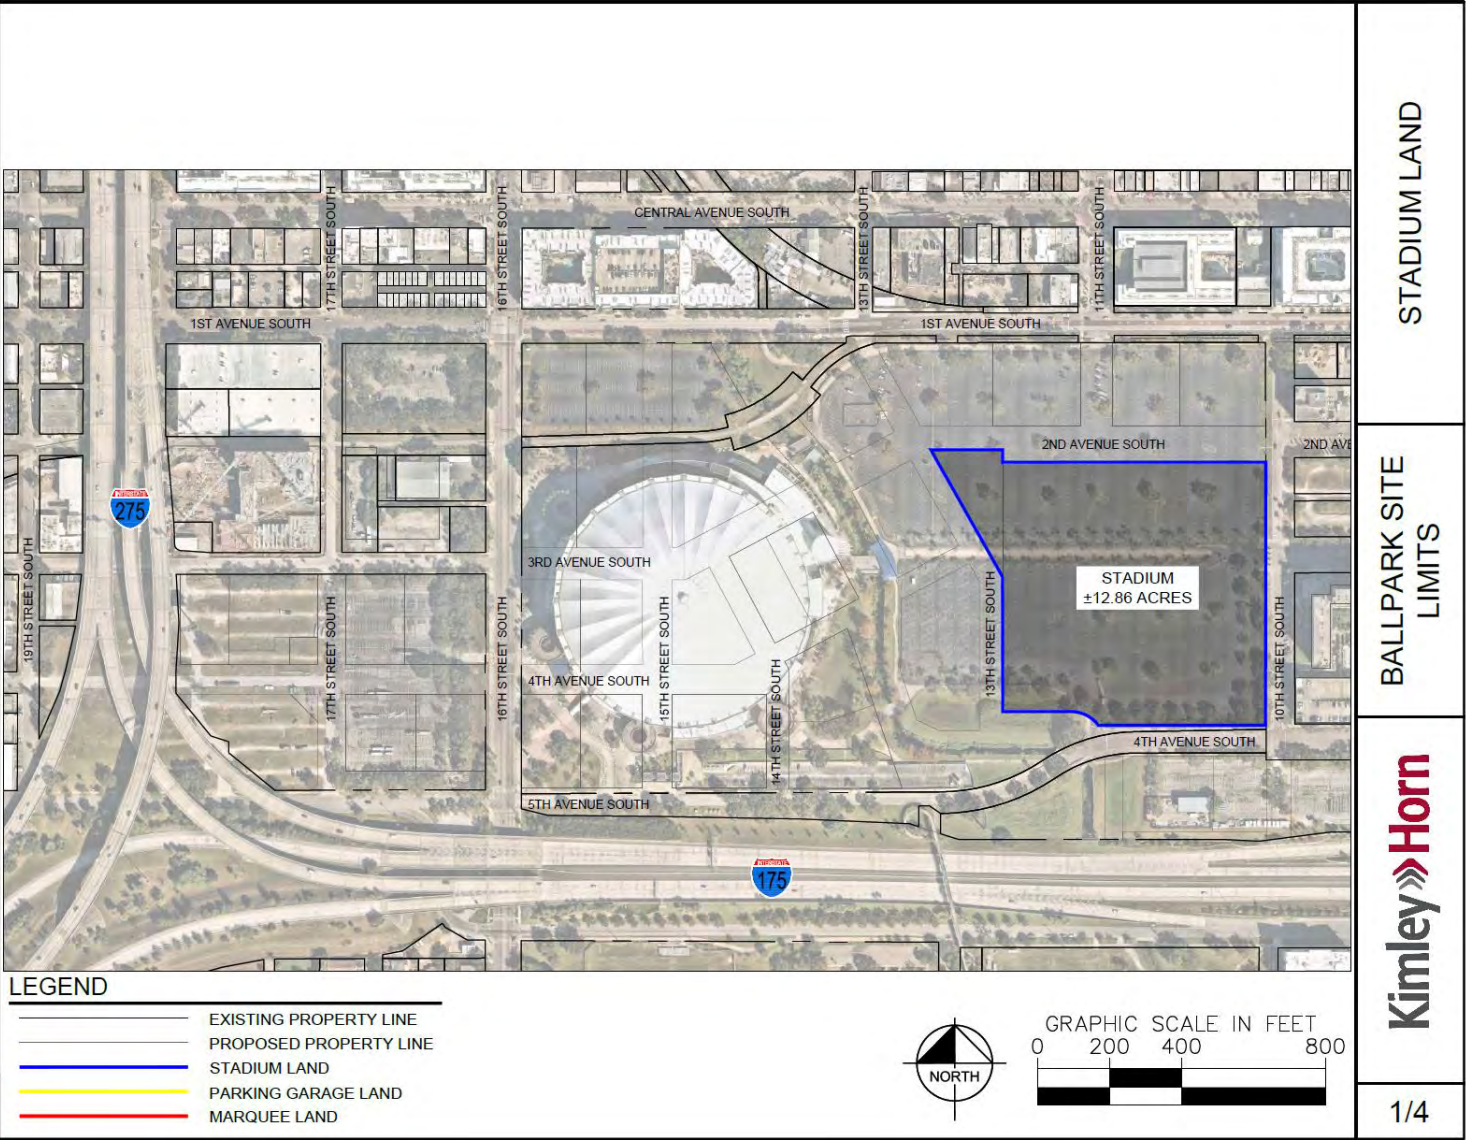 CENTRAL AVENUE SOUTH
17TH STREET SOUTH
16TH STREET SOUTH
13TH STREET SOUTH
11TH STREET SOUTH
1ST AVENUE SOUTH
1ST AVENUE SOUTH
2ND AVENUE SOUTH
2ND AVE
INTERSTATE
275
3RD AVENUE SOUTH
STADIUM
±12.86 ACRES
19TH STREET SOUTH
17TH STREET SOUTH
16TH STREET SOUTH
15TH STREET SOUTH
14TH STREET SOUTH
13TH STREET SOUTH
10TH STREET SOUTH
4TH AVENUE SOUTH
4TH AVENUE SOUTH
5TH AVENUE SOUTH
INTERSTATE
175
LEGEND
EXISTING PROPERTY LINE
PROPOSED PROPERTY LINE
STADIUM LAND
PARKING GARAGE LAND
MARQUEE LAND
NORTH
GRAPHIC SCALE IN FEET
0 200 400 800
STADIUM LAND
BALLPARK SITE
LIMITS
Kimley»Horn
1/4